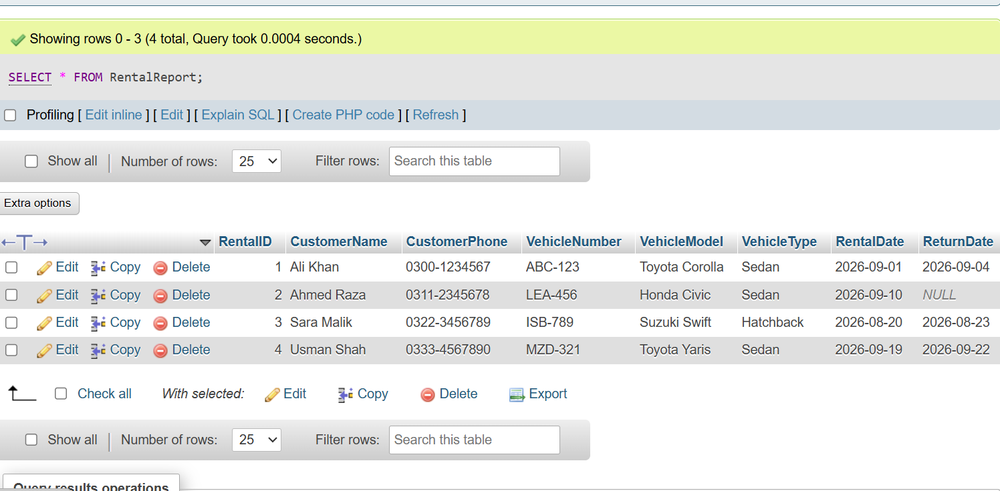 Showing rows 0 - 3 (4 total, Query took 0.0004 seconds.)
SELECT * FROM RentalReport;
Profiling [ Edit inline ] [ Edit ] [ Explain SQL ] [ Create PHP code ] [ Refresh ]
Show all Number of rows: 25 Filter rows: Search this table
Extra options
←T→ RentalID CustomerName CustomerPhone VehicleNumber VehicleModel VehicleType RentalDate ReturnDate
Edit Copy Delete 1 Ali Khan 0300-1234567 ABC-123 Toyota Corolla Sedan 2026-09-01 2026-09-04
Edit Copy Delete 2 Ahmed Raza 0311-2345678 LEA-456 Honda Civic Sedan 2026-09-10 NULL
Edit Copy Delete 3 Sara Malik 0322-3456789 ISB-789 Suzuki Swift Hatchback 2026-08-20 2026-08-23
Edit Copy Delete 4 Usman Shah 0333-4567890 MZD-321 Toyota Yaris Sedan 2026-09-19 2026-09-22
Check all With selected: Edit Copy Delete Export
Show all Number of rows: 25 Filter rows: Search this table
Query results operations